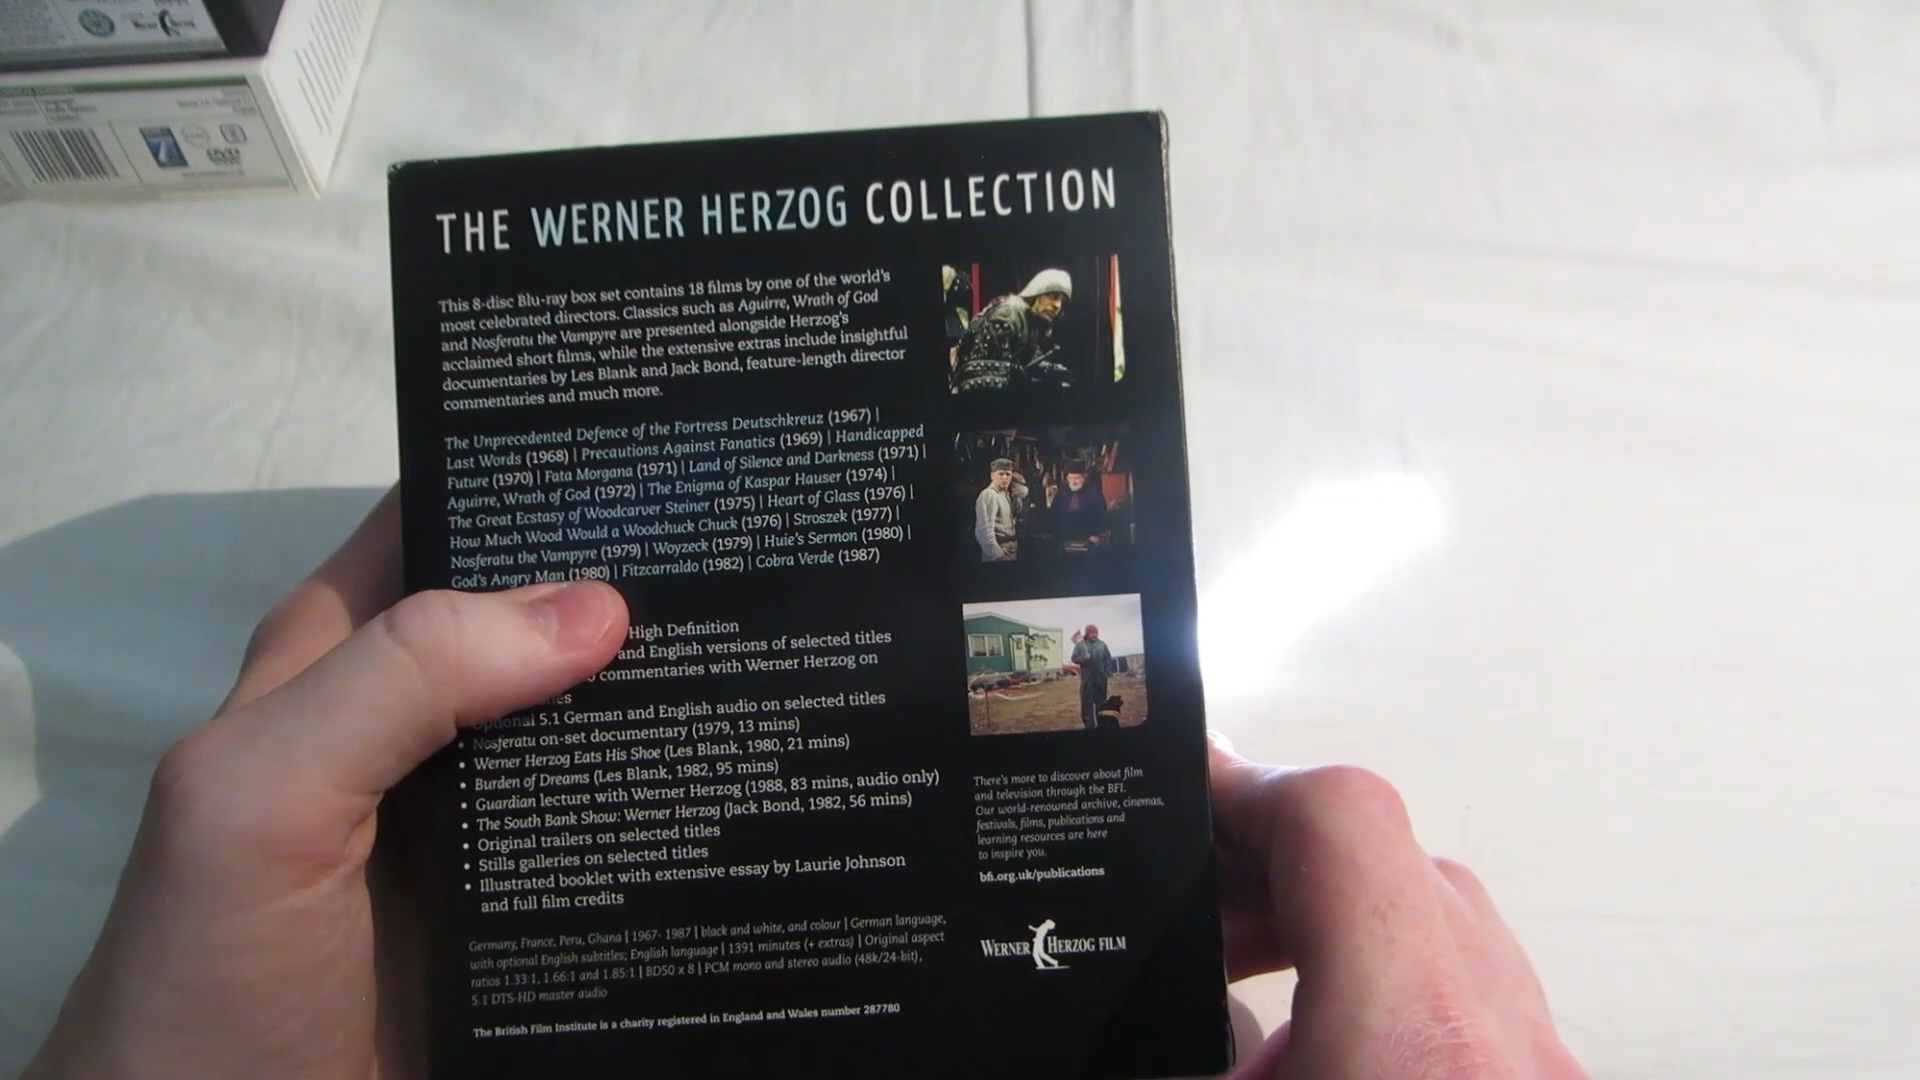 THE WERNER HERZOG COLLECTION
This 8-disc Blu-ray box set contains 18 films by one of the world's
most celebrated directors. Classics such as Aguirre, Wrath of God
and Nosferatu the Vampyre are presented alongside Herzog's
acclaimed short films, while the extensive extras include insightful
documentaries by Les Blank and Jack Bond, feature-length director
commentaries and much more.
The Unprecedented Defence of the Fortress Deutschkreuz (1967) |
Last Words (1968) | Precautions Against Fanatics (1969) | Handicapped
Future (1970) | Fata Morgana (1971) | Land of Silence and Darkness (1971) |
Aguirre, Wrath of God (1972) | The Enigma of Kaspar Hauser (1974) |
The Great Ecstasy of Woodcarver Steiner (1975) | Heart of Glass (1976) |
How Much Wood Would a Woodchuck Chuck (1976) | Stroszek (1977) |
Nosferatu the Vampyre (1979) | Woyzeck (1979) | Huie's Sermon (1980) |
God's Angry Man (1980) | Fitzcarraldo (1982) | Cobra Verde (1987)
High Definition
and English versions of selected titles
commentaries with Werner Herzog on
Optional 5.1 German and English audio on selected titles
• Nosferatu on-set documentary (1979, 13 mins)
• Werner Herzog Eats His Shoe (Les Blank, 1980, 21 mins)
• Burden of Dreams (Les Blank, 1982, 95 mins)
• Guardian lecture with Werner Herzog (1988, 83 mins, audio only)
• The South Bank Show: Werner Herzog (Jack Bond, 1982, 56 mins)
• Original trailers on selected titles
• Stills galleries on selected titles
• Illustrated booklet with extensive essay by Laurie Johnson
and full film credits
Germany, France, Peru, Ghana | 1967- 1987 | black and white, and colour | German language,
with optional English subtitles; English language | 1391 minutes (+ extras) | Original aspect
ratios 1.33:1, 1.66:1 and 1.85:1 | BD50 x 8 | PCM mono and stereo audio (48k/24-bit),
5.1 DTS-HD master audio
The British Film Institute is a charity registered in England and Wales number 287780
There's more to discover about film
and television through the BFI.
Our world-renowned archive, cinemas,
festivals, films, publications and
learning resources are here
to inspire you.
bfi.org.uk/publications
WERNER HERZOG FILM
DVD